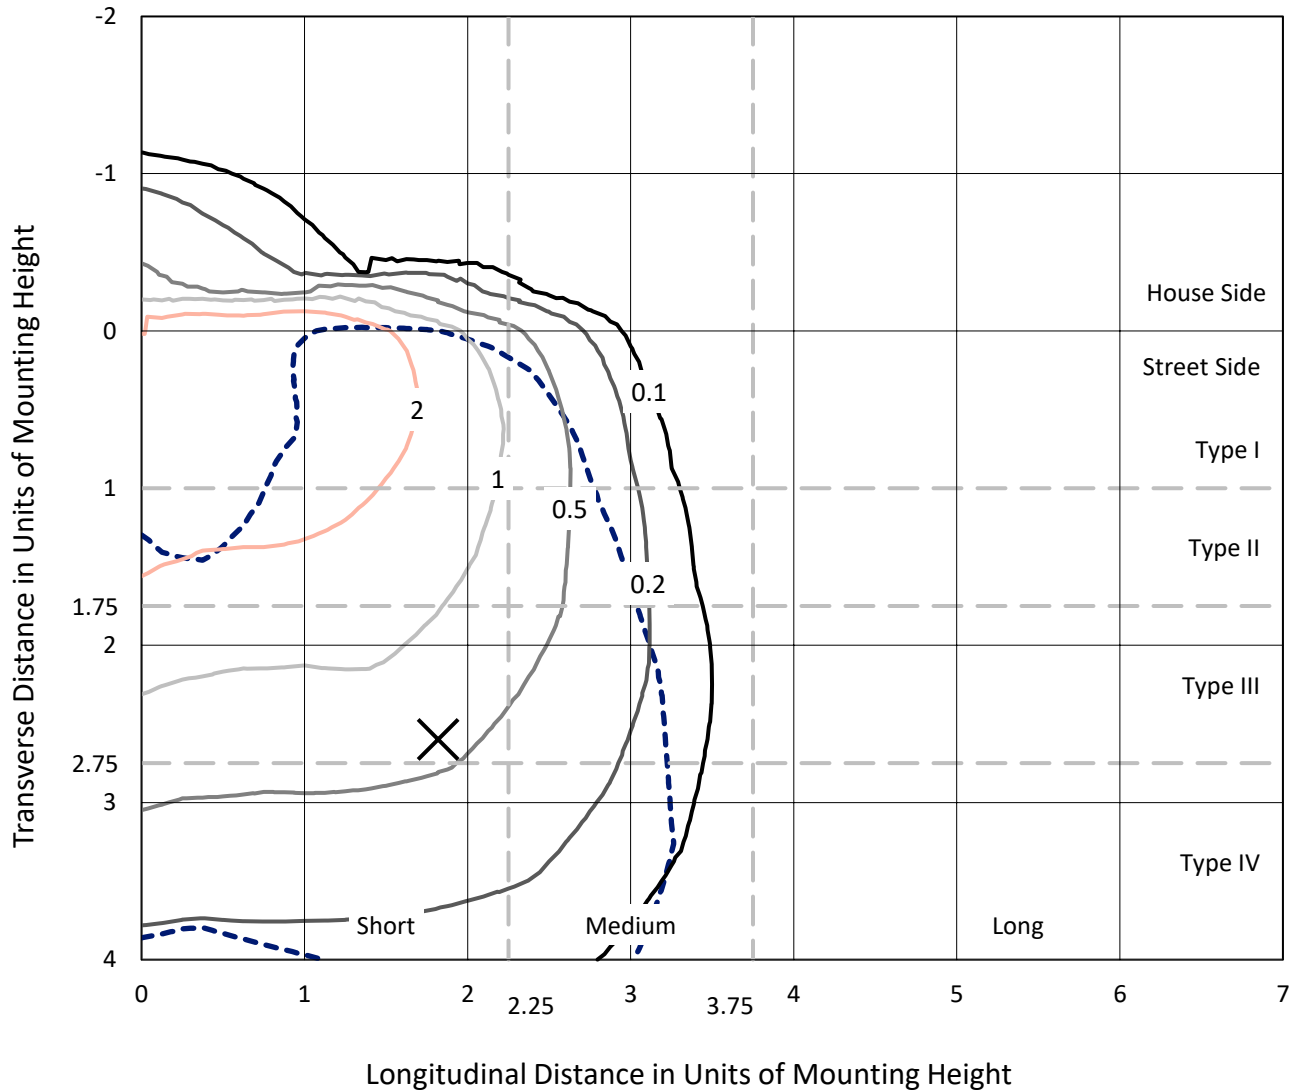 -2
-1
0
1
1.75
2
2.75
3
4
Transverse Distance in Units of Mounting Height
House Side
Street Side
Type I
Type II
Type III
Type IV
2
1
0.5
0.1
0.2
Short
Medium
Long
0
1
2
2.25
3
3.75
4
5
6
7
Longitudinal Distance in Units of Mounting Height